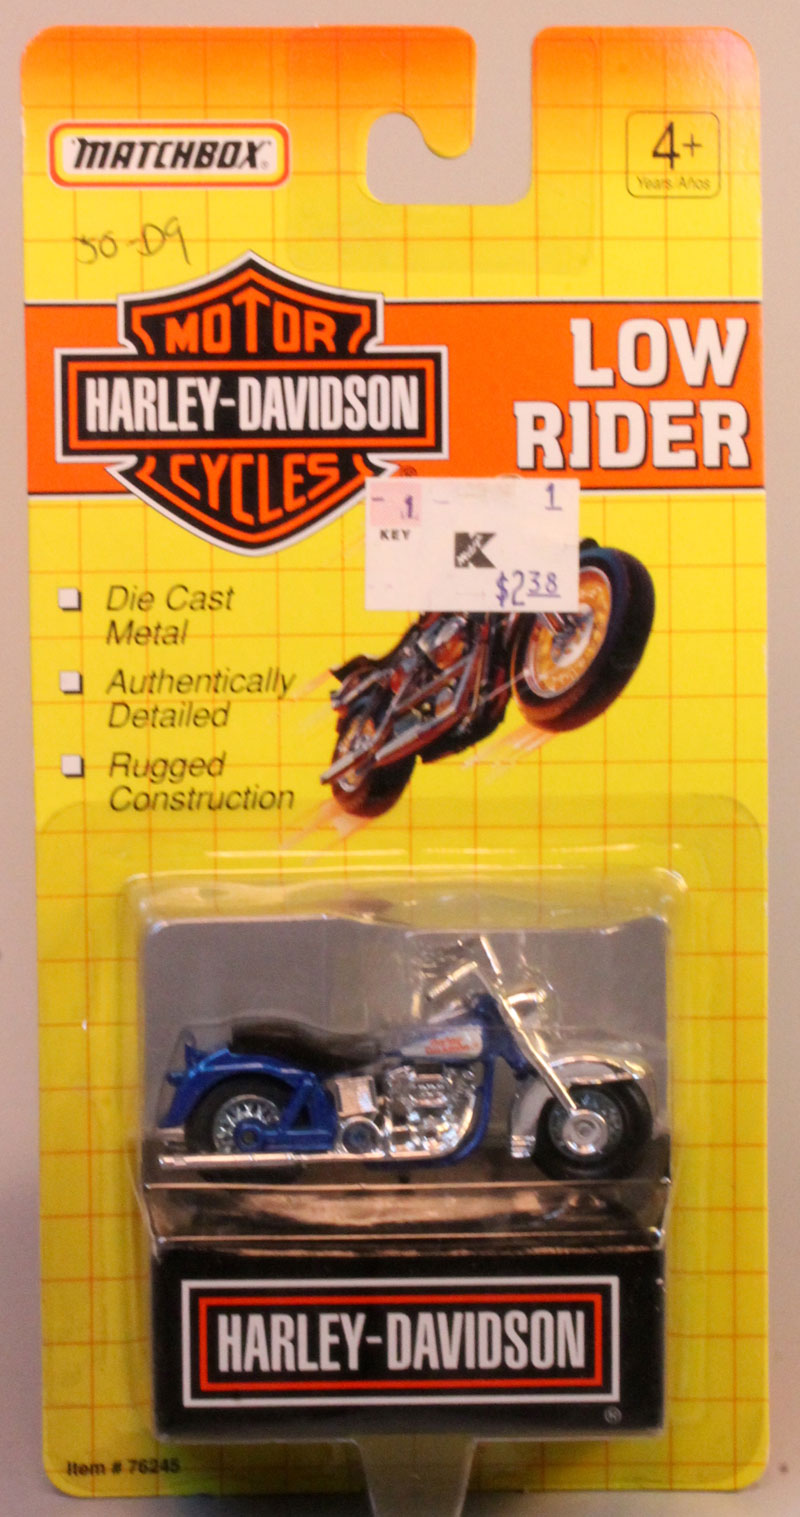 MATCHBOX®
4+
Years/Años
50-D9
MOTOR
HARLEY-DAVIDSON
CYCLES
®
LOW
RIDER
- 1 - 1
KEY
K
$2.38
Die Cast
Metal
Authentically
Detailed
Rugged
Construction
HARLEY-DAVIDSON
®
Item # 76245